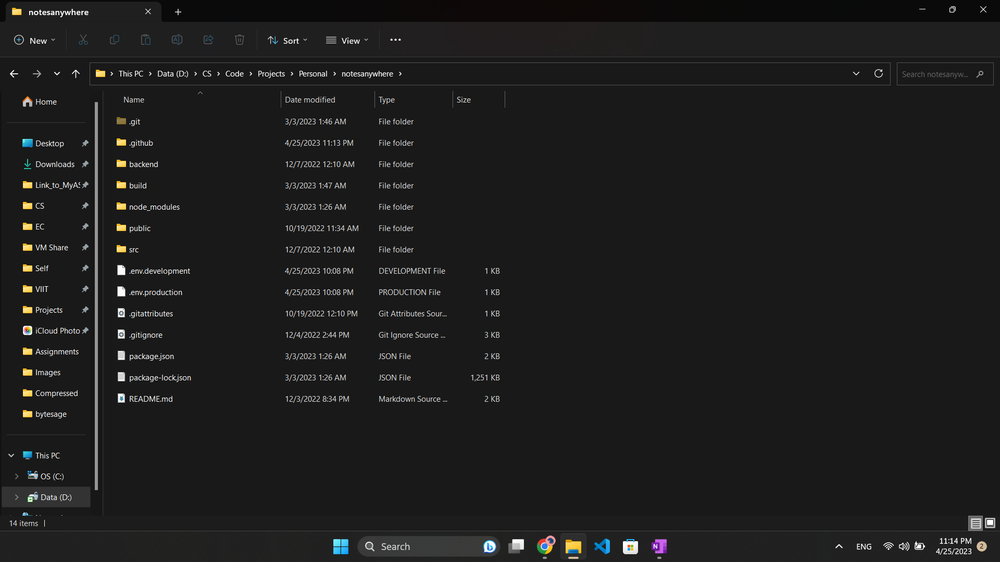 notesanywhere
New
Sort
View
This PC
Data (D:)
CS
Code
Projects
Personal
notesanywhere
Search notesanyw...
Home
Desktop
Downloads
Link_to_MyAS
CS
EC
VM Share
Self
VIIT
Projects
iCloud Photo
Assignments
Images
Compressed
bytesage
This PC
OS (C:)
Data (D:)
Name Date modified Type Size
.git 3/3/2023 1:46 AM File folder
.github 4/25/2023 11:13 PM File folder
backend 12/7/2022 12:10 AM File folder
build 3/3/2023 1:47 AM File folder
node_modules 3/3/2023 1:26 AM File folder
public 10/19/2022 11:34 AM File folder
src 12/7/2022 12:10 AM File folder
.env.development 4/25/2023 10:08 PM DEVELOPMENT File 1 KB
.env.production 4/25/2023 10:08 PM PRODUCTION File 1 KB
.gitattributes 10/19/2022 12:10 PM Git Attributes Sour... 1 KB
.gitignore 12/4/2022 2:44 PM Git Ignore Source ... 3 KB
package.json 3/3/2023 1:26 AM JSON File 2 KB
package-lock.json 3/3/2023 1:26 AM JSON File 1,251 KB
README.md 12/3/2022 8:34 PM Markdown Source ... 2 KB
14 items
Search
N
ENG
11:14 PM
4/25/2023
2